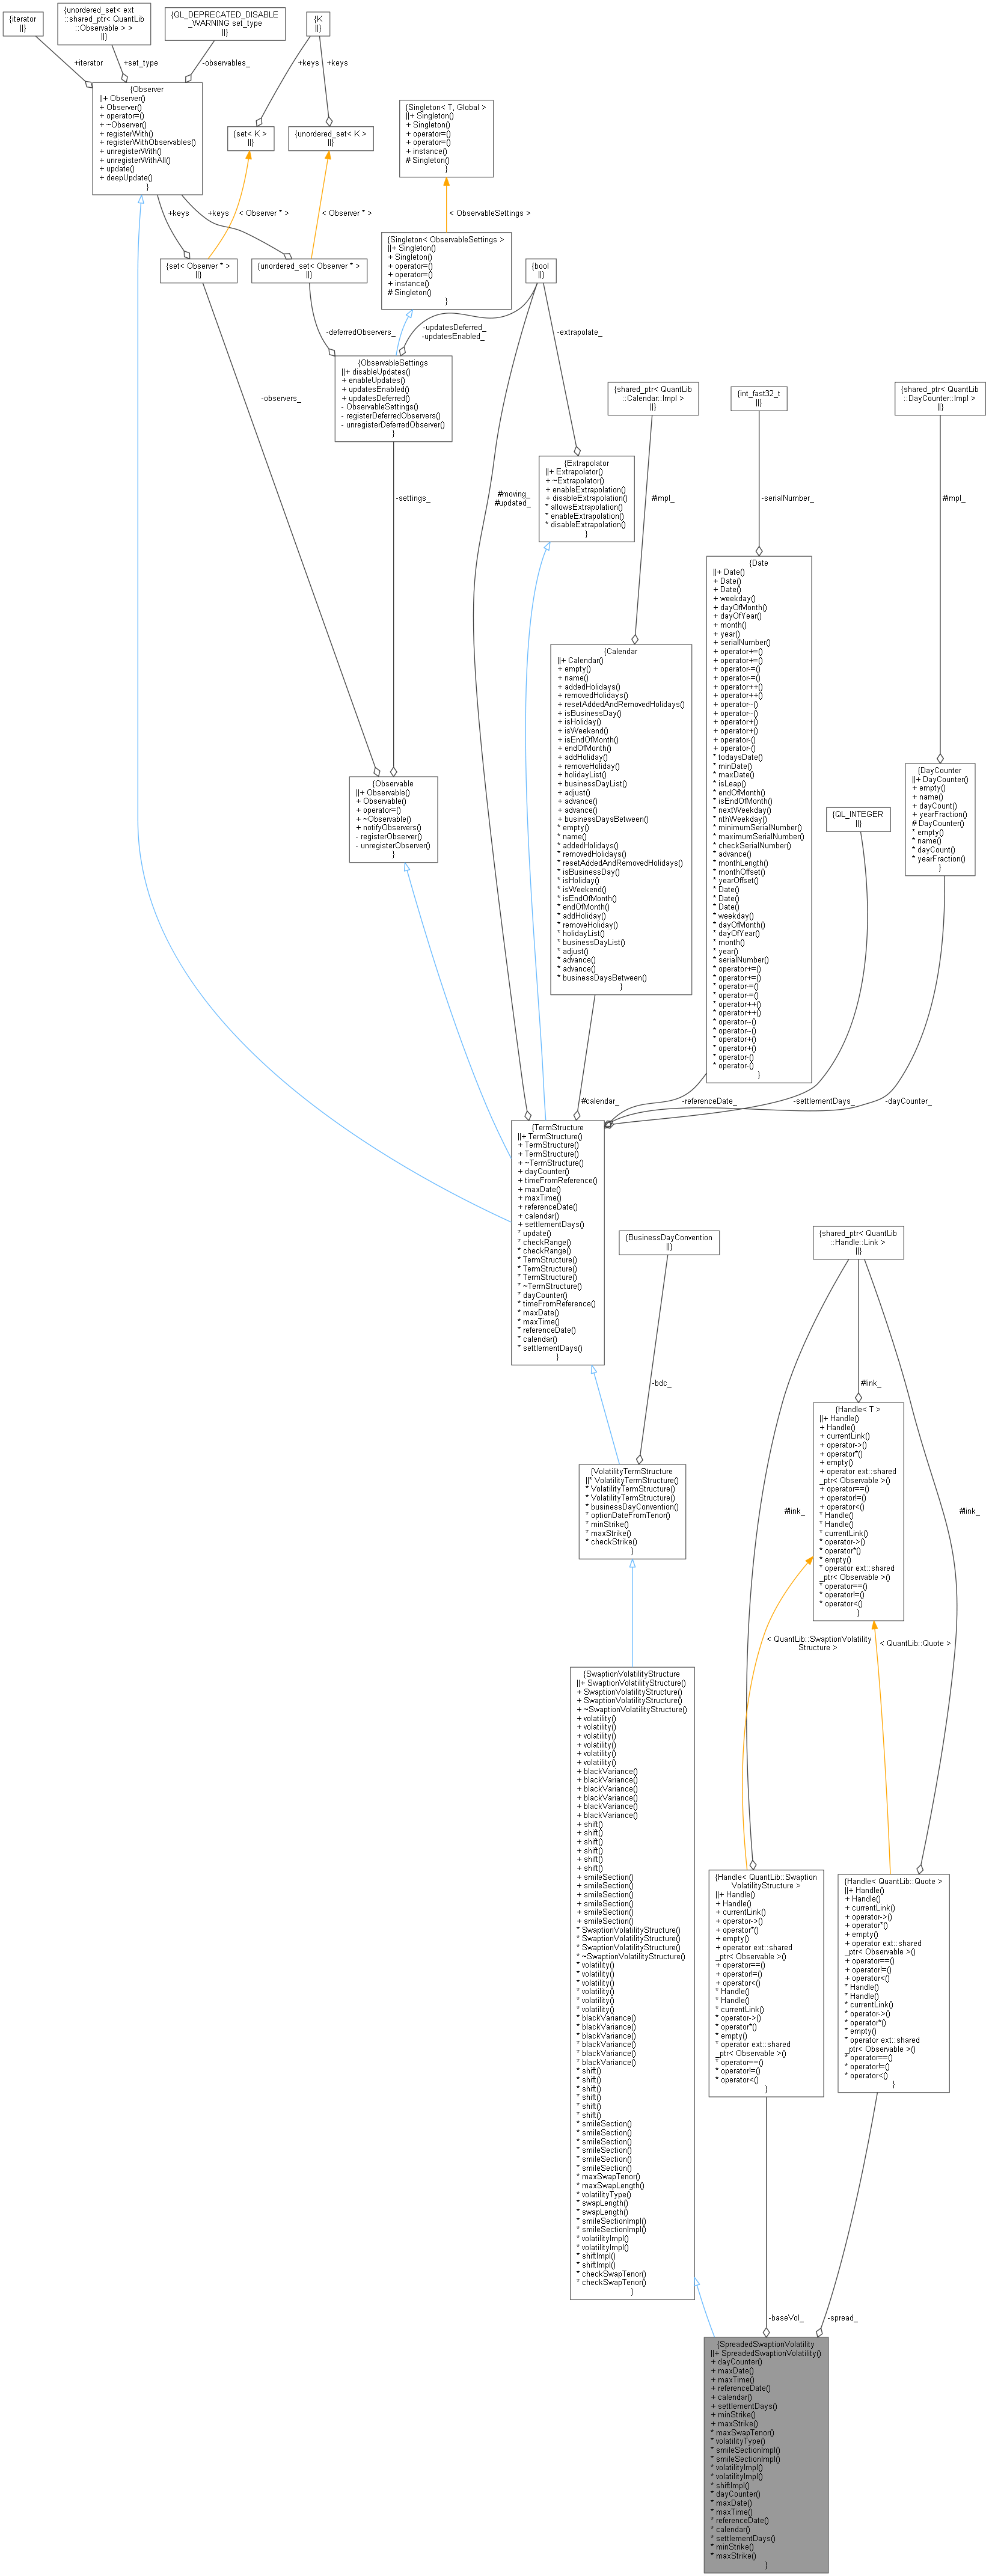 {iterator
||}
{unordered_set< ext
::shared_ptr< QuantLib
::Observable > >
||}
{QL_DEPRECATED_DISABLE
_WARNING set_type
||}
{K
||}
+iterator
+set_type
-observables_
+keys
+keys
{Observer
||+ Observer()
+ Observer()
+ operator=()
+ ~Observer()
+ registerWith()
+ registerWithObservables()
+ unregisterWith()
+ unregisterWithAll()
+ update()
+ deepUpdate()
}
{set< K >
||}
{unordered_set< K >
||}
{Singleton< T, Global >
||+ Singleton()
+ Singleton()
+ operator=()
+ operator=()
+ instance()
# Singleton()
}
+keys
+keys
< Observer * >
< Observer * >
< ObservableSettings >
{set< Observer * >
||}
{unordered_set< Observer * >
||}
{Singleton< ObservableSettings >
||+ Singleton()
+ Singleton()
+ operator=()
+ operator=()
+ instance()
# Singleton()
}
{bool
||}
-deferredObservers_
-updatesDeferred_
-updatesEnabled_
-extrapolate_
-observers_
{ObservableSettings
||+ disableUpdates()
+ enableUpdates()
+ updatesEnabled()
+ updatesDeferred()
- ObservableSettings()
- registerDeferredObservers()
- unregisterDeferredObserver()
}
{shared_ptr< QuantLib
::Calendar::Impl >
||}
{int_fast32_t
||}
{shared_ptr< QuantLib
::DayCounter::Impl >
||}
-settings_
#moving_
#updated_
{Extrapolator
||+ Extrapolator()
+ ~Extrapolator()
+ enableExtrapolation()
+ disableExtrapolation()
* allowsExtrapolation()
* enableExtrapolation()
* disableExtrapolation()
}
#impl_
-serialNumber_
#impl_
{Observable
||+ Observable()
+ Observable()
+ operator=()
+ ~Observable()
+ notifyObservers()
- registerObserver()
- unregisterObserver()
}
{Calendar
||+ Calendar()
+ empty()
+ name()
+ addedHolidays()
+ removedHolidays()
+ resetAddedAndRemovedHolidays()
+ isBusinessDay()
+ isHoliday()
+ isWeekend()
+ isEndOfMonth()
+ endOfMonth()
+ addHoliday()
+ removeHoliday()
+ holidayList()
+ businessDayList()
+ adjust()
+ advance()
+ advance()
+ businessDaysBetween()
* empty()
* name()
* addedHolidays()
* removedHolidays()
* resetAddedAndRemovedHolidays()
* isBusinessDay()
* isHoliday()
* isWeekend()
* isEndOfMonth()
* endOfMonth()
* addHoliday()
* removeHoliday()
* holidayList()
* businessDayList()
* adjust()
* advance()
* advance()
* businessDaysBetween()
}
{Date
||+ Date()
+ Date()
+ Date()
+ weekday()
+ dayOfMonth()
+ dayOfYear()
+ month()
+ year()
+ serialNumber()
+ operator+=()
+ operator+=()
+ operator-=()
+ operator-=()
+ operator++()
+ operator++()
+ operator--()
+ operator--()
+ operator+()
+ operator+()
+ operator-()
+ operator-()
* todaysDate()
* minDate()
* maxDate()
* isLeap()
* endOfMonth()
* isEndOfMonth()
* nextWeekday()
* nthWeekday()
* minimumSerialNumber()
* maximumSerialNumber()
* checkSerialNumber()
* advance()
* monthLength()
* monthOffset()
* yearOffset()
* Date()
* Date()
* Date()
* weekday()
* dayOfMonth()
* dayOfYear()
* month()
* year()
* serialNumber()
* operator+=()
* operator+=()
* operator-=()
* operator-=()
* operator++()
* operator++()
* operator--()
* operator--()
* operator+()
* operator+()
* operator-()
* operator-()
}
{QL_INTEGER
||}
{DayCounter
||+ DayCounter()
+ empty()
+ name()
+ dayCount()
+ yearFraction()
# DayCounter()
* empty()
* name()
* dayCount()
* yearFraction()
}
#calendar_
-referenceDate_
-settlementDays_
-dayCounter_
{TermStructure
||+ TermStructure()
+ TermStructure()
+ TermStructure()
+ ~TermStructure()
+ dayCounter()
+ timeFromReference()
+ maxDate()
+ maxTime()
+ referenceDate()
+ calendar()
+ settlementDays()
* update()
* checkRange()
* checkRange()
* TermStructure()
* TermStructure()
* TermStructure()
* ~TermStructure()
* dayCounter()
* timeFromReference()
* maxDate()
* maxTime()
* referenceDate()
* calendar()
* settlementDays()
}
{BusinessDayConvention
||}
{shared_ptr< QuantLib
::Handle::Link >
||}
-bdc_
#link_
{VolatilityTermStructure
||* VolatilityTermStructure()
* VolatilityTermStructure()
* VolatilityTermStructure()
* businessDayConvention()
* optionDateFromTenor()
* minStrike()
* maxStrike()
* checkStrike()
}
{Handle< T >
||+ Handle()
+ Handle()
+ currentLink()
+ operator->()
+ operator*()
+ empty()
+ operator ext::shared
_ptr< Observable >()
+ operator==()
+ operator!=()
+ operator<()
* Handle()
* Handle()
* currentLink()
* operator->()
* operator*()
* empty()
* operator ext::shared
_ptr< Observable >()
* operator==()
* operator!=()
* operator<()
}
#link_
#link_
< QuantLib::SwaptionVolatility
Structure >
< QuantLib::Quote >
{SwaptionVolatilityStructure
||+ SwaptionVolatilityStructure()
+ SwaptionVolatilityStructure()
+ SwaptionVolatilityStructure()
+ ~SwaptionVolatilityStructure()
+ volatility()
+ volatility()
+ volatility()
+ volatility()
+ volatility()
+ volatility()
+ blackVariance()
+ blackVariance()
+ blackVariance()
+ blackVariance()
+ blackVariance()
+ blackVariance()
+ shift()
+ shift()
+ shift()
+ shift()
+ shift()
+ shift()
+ smileSection()
+ smileSection()
+ smileSection()
+ smileSection()
+ smileSection()
+ smileSection()
* SwaptionVolatilityStructure()
* SwaptionVolatilityStructure()
* SwaptionVolatilityStructure()
* ~SwaptionVolatilityStructure()
* volatility()
* volatility()
* volatility()
* volatility()
* volatility()
* volatility()
* blackVariance()
* blackVariance()
* blackVariance()
* blackVariance()
* blackVariance()
* blackVariance()
* shift()
* shift()
* shift()
* shift()
* shift()
* shift()
* smileSection()
* smileSection()
* smileSection()
* smileSection()
* smileSection()
* smileSection()
* maxSwapTenor()
* maxSwapLength()
* volatilityType()
* swapLength()
* swapLength()
* smileSectionImpl()
* smileSectionImpl()
* volatilityImpl()
* volatilityImpl()
* shiftImpl()
* shiftImpl()
* checkSwapTenor()
* checkSwapTenor()
}
{Handle< QuantLib::Swaption
VolatilityStructure >
||+ Handle()
+ Handle()
+ currentLink()
+ operator->()
+ operator*()
+ empty()
+ operator ext::shared
_ptr< Observable >()
+ operator==()
+ operator!=()
+ operator<()
* Handle()
* Handle()
* currentLink()
* operator->()
* operator*()
* empty()
* operator ext::shared
_ptr< Observable >()
* operator==()
* operator!=()
* operator<()
}
{Handle< QuantLib::Quote >
||+ Handle()
+ Handle()
+ currentLink()
+ operator->()
+ operator*()
+ empty()
+ operator ext::shared
_ptr< Observable >()
+ operator==()
+ operator!=()
+ operator<()
* Handle()
* Handle()
* currentLink()
* operator->()
* operator*()
* empty()
* operator ext::shared
_ptr< Observable >()
* operator==()
* operator!=()
* operator<()
}
-baseVol_
-spread_
{SpreadedSwaptionVolatility
||+ SpreadedSwaptionVolatility()
+ dayCounter()
+ maxDate()
+ maxTime()
+ referenceDate()
+ calendar()
+ settlementDays()
+ minStrike()
+ maxStrike()
* maxSwapTenor()
* volatilityType()
* smileSectionImpl()
* smileSectionImpl()
* volatilityImpl()
* volatilityImpl()
* shiftImpl()
* dayCounter()
* maxDate()
* maxTime()
* referenceDate()
* calendar()
* settlementDays()
* minStrike()
* maxStrike()
}